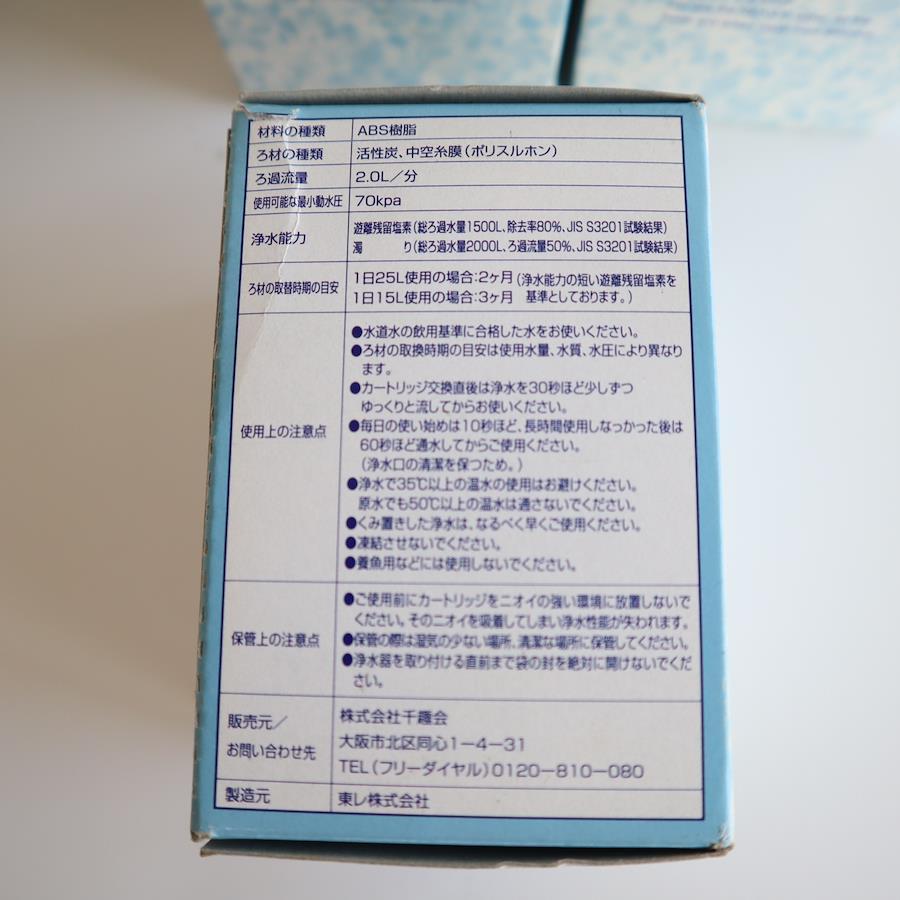 材料の種類 ABS樹脂
ろ材の種類 活性炭、中空糸膜(ポリスルホン)
ろ過流量 2.0L/分
使用可能な最小動水圧 70kpa
浄水能力 遊離残留塩素(総ろ過水量1500L、除去率80%、JIS S3201試験結果)
濁り(総ろ過水量2000L、ろ過流量50%、JIS S3201試験結果)
ろ材の取替時期の目安 1日25L使用の場合:2ヶ月(浄水能力の短い遊離残留塩素を
1日15L使用の場合:3ヶ月 基準としております。)
使用上の注意点
●水道水の飲用基準に合格した水をお使いください。
●ろ材の取換時期の目安は使用水量、水質、水圧により異なり
ます。
●カートリッジ交換直後は浄水を30秒ほど少しずつ
ゆっくりと流してからお使いください。
●毎日の使い始めは10秒ほど、長時間使用しなっかった後は
60秒ほど通水してからご使用ください。
(浄水口の清潔を保つため。)
●浄水で35℃以上の温水の使用はお避けください。
原水でも50℃以上の温水は通さないでください。
●くみ置きした浄水は、なるべく早くご使用ください。
●凍結させないでください。
●養魚用などには使用しないでください。
保管上の注意点
●ご使用前にカートリッジをニオイの強い環境に放置しないで
ください。そのニオイを吸着してしまい浄水性能が失われます。
●保管の際は湿気の少ない場所、清潔な場所に保管してください。
●浄水器を取り付ける直前まで袋の封を絶対に開けないでくだ
さい。
販売元/
お問い合わせ先
株式会社千趣会
大阪市北区同心1-4-31
TEL(フリーダイヤル)0120-810-080
製造元 東レ株式会社